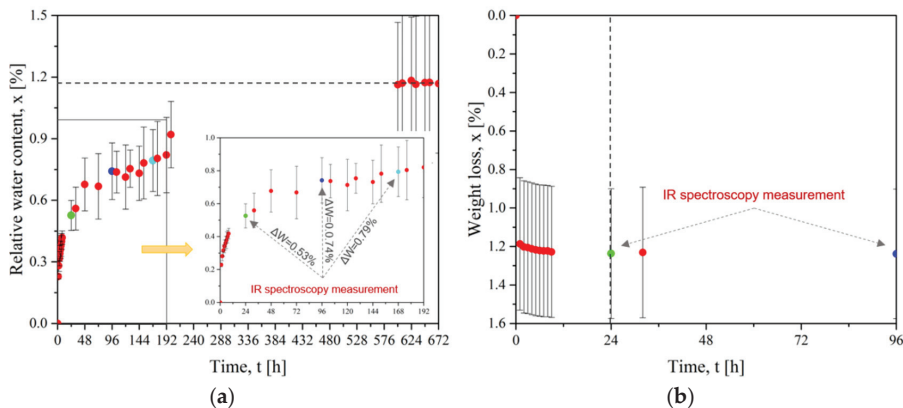 (a)
1.5
1.2
0.9
0.6
0.3
0.0
Relative water content, x [%]
0 48 96 144 192 240 288 336 384 432 480 528 576 624 672
Time, t [h]
1.0
0.8
0.6
0.4
0.2
0.0
0 24 48 72 96 120 144 168 192
ΔW=0.53%
ΔW=0.0.74%
ΔW=0.79%
IR spectroscopy measurement
(b)
0.0
0.2
0.4
0.6
0.8
1.0
1.2
1.4
1.6
Weight loss, x [%]
0 24 48 72 96
Time, t [h]
IR spectroscopy measurement